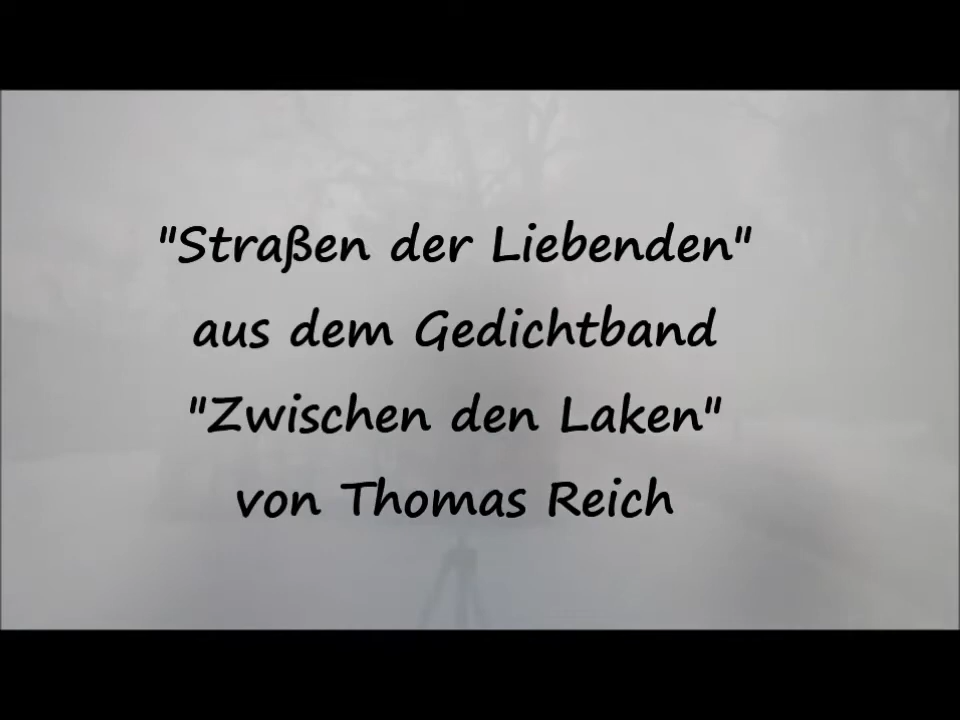 "Straßen der Liebenden"
aus dem Gedichtband
"Zwischen den Laken"
von Thomas Reich